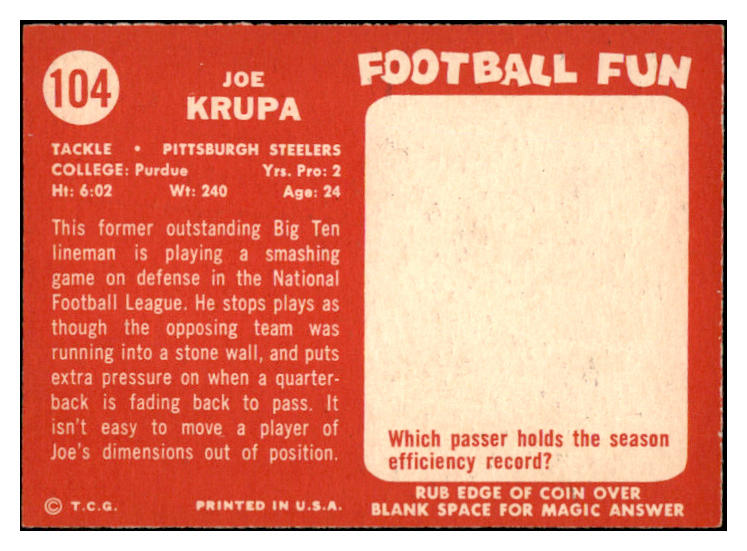 104
JOE
KRUPA
TACKLE • PITTSBURGH STEELERS
COLLEGE: Purdue Yrs. Pro: 2
Ht: 6:02 Wt: 240 Age: 24
This former outstanding Big Ten
lineman is playing a smashing
game on defense in the National
Football League. He stops plays as
though the opposing team was
running into a stone wall, and puts
extra pressure on when a quarter-
back is fading back to pass. It
isn't easy to move a player of
Joe's dimensions out of position.
© T.C.G. PRINTED IN U.S.A.
FOOTBALL FUN
Which passer holds the season
efficiency record?
RUB EDGE OF COIN OVER
BLANK SPACE FOR MAGIC ANSWER